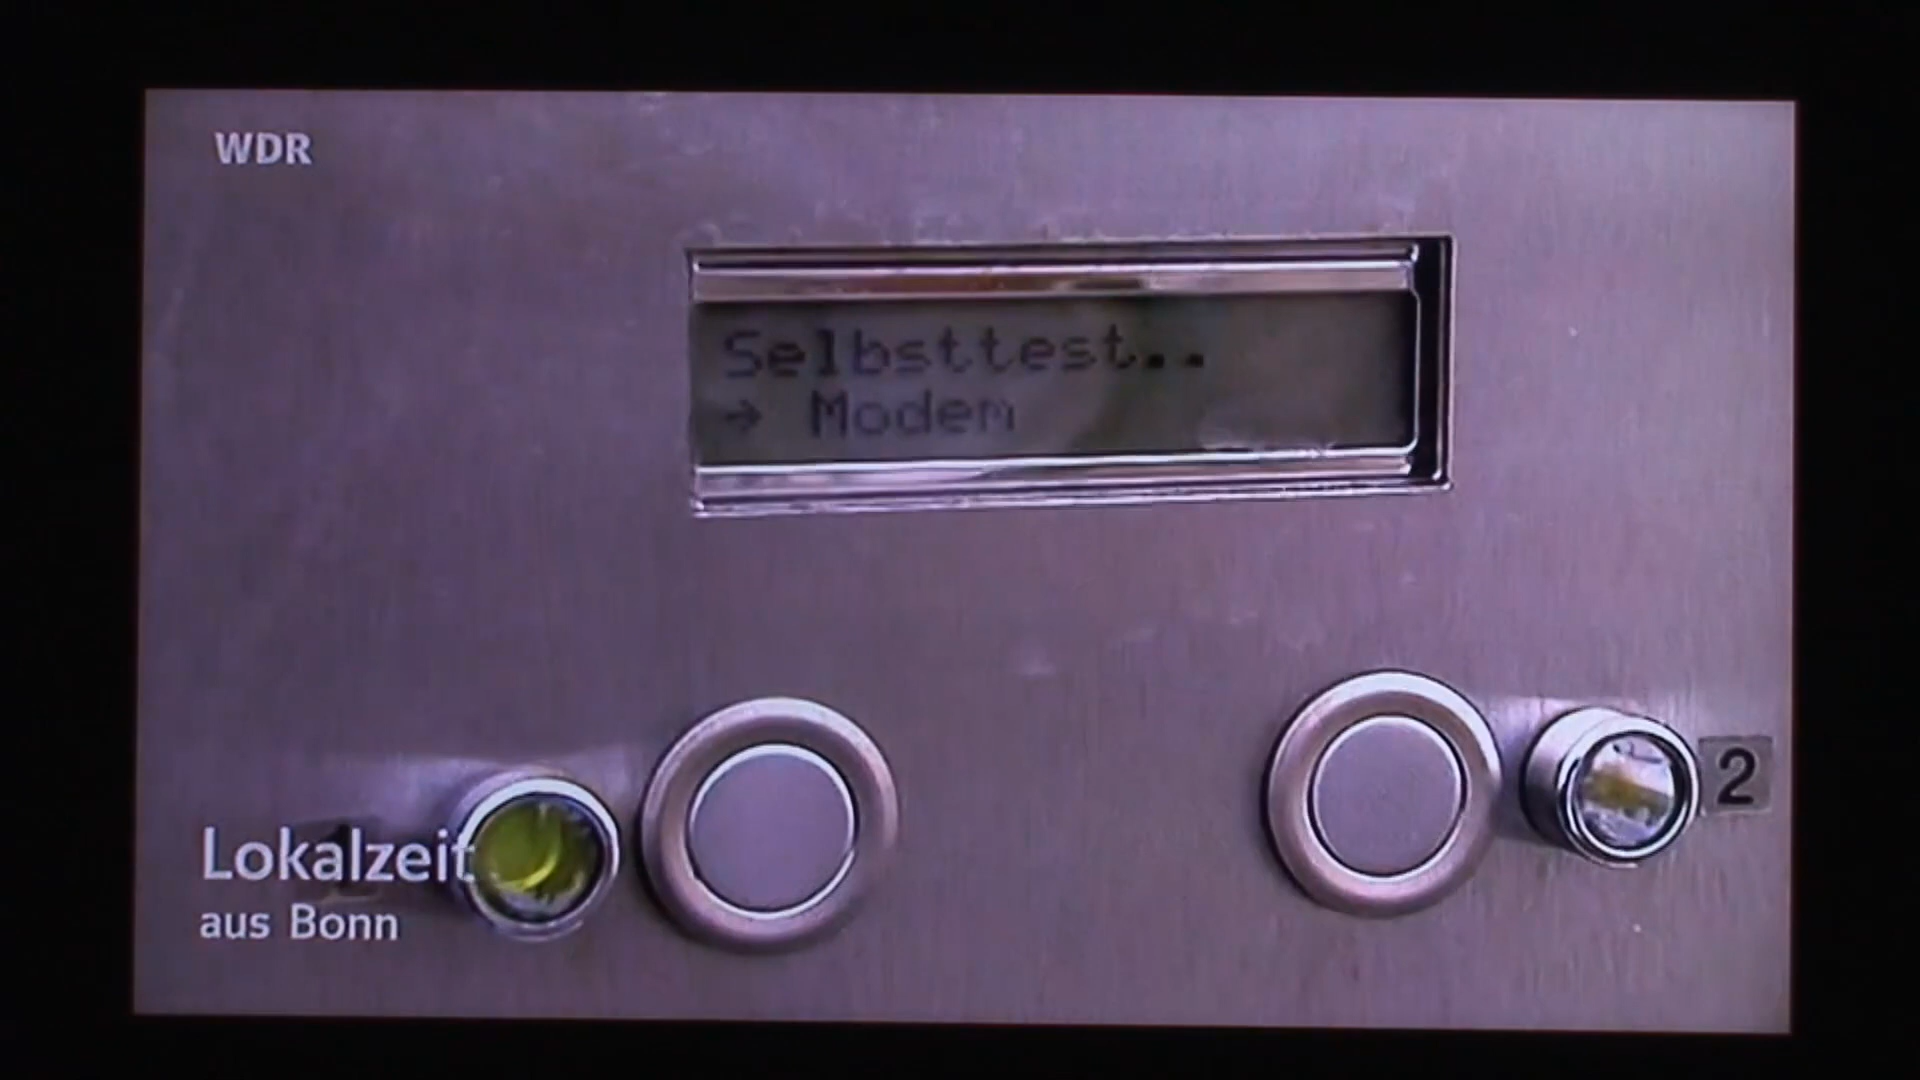 WDR
Selbsttest..
→ Modem
2
Lokalzeit
aus Bonn